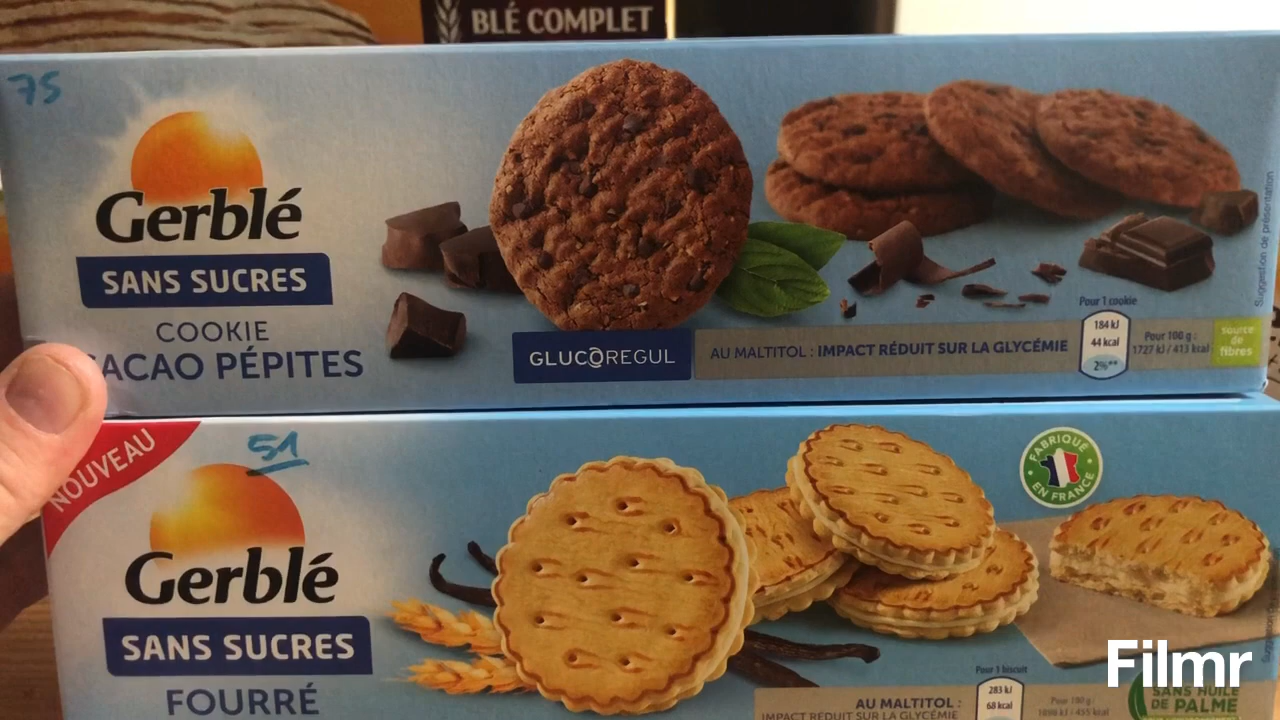 BLÉ COMPLET
75
Gerblé
SANS SUCRES
COOKIE
CACAO PÉPITES
GLUCOREGUL
AU MALTITOL : IMPACT RÉDUIT SUR LA GLYCÉMIE
Pour 1 cookie
184 kJ
44 kcal
2%**
Pour 100 g :
1727 kJ / 413 kcal
source
de
fibres
Suggestion de présentation
NOUVEAU
51
Gerblé
SANS SUCRES
FOURRÉ
FABRIQUÉ
EN FRANCE
AU MALTITOL :
IMPACT RÉDUIT SUR LA GLYCÉMIE
Pour 1 biscuit
283 kJ
68 kcal
Pour 100 g :
SANS HUILE
DE PALME
Filmr